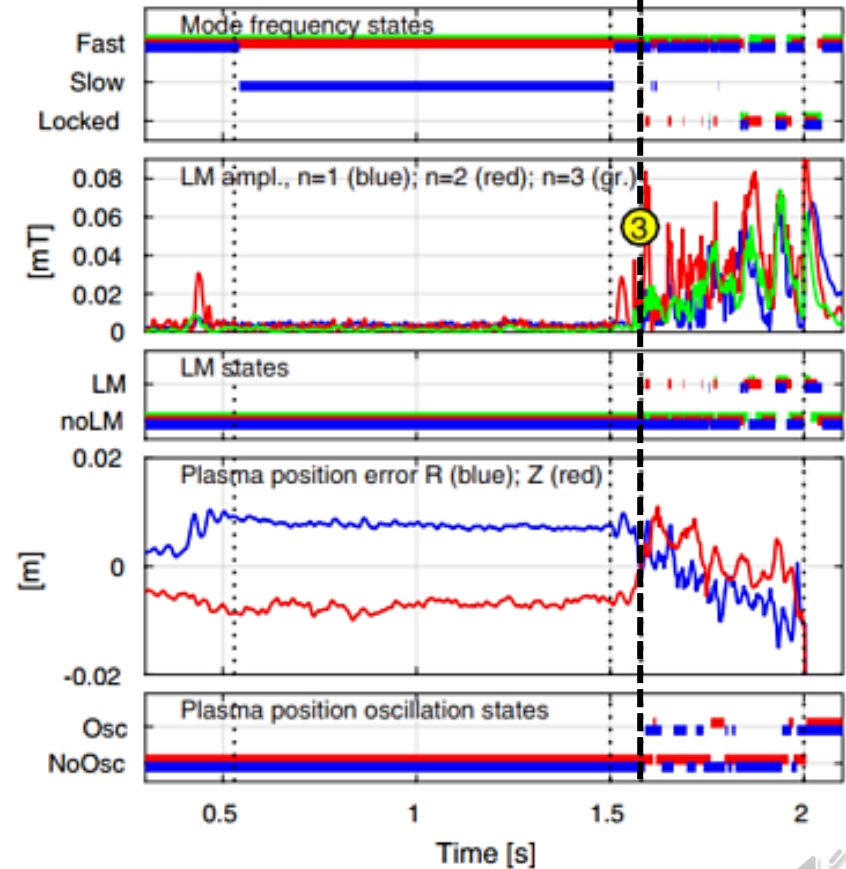 Mode frequency states
Fast
Slow
Locked
LM ampl., n=1 (blue); n=2 (red); n=3 (gr.)
0.08
0.06
0.04
0.02
0
[mT]
3
LM states
LM
noLM
Plasma position error R (blue); Z (red)
0.02
0
-0.02
[m]
Plasma position oscillation states
Osc
NoOsc
0.5
1
1.5
2
Time [s]